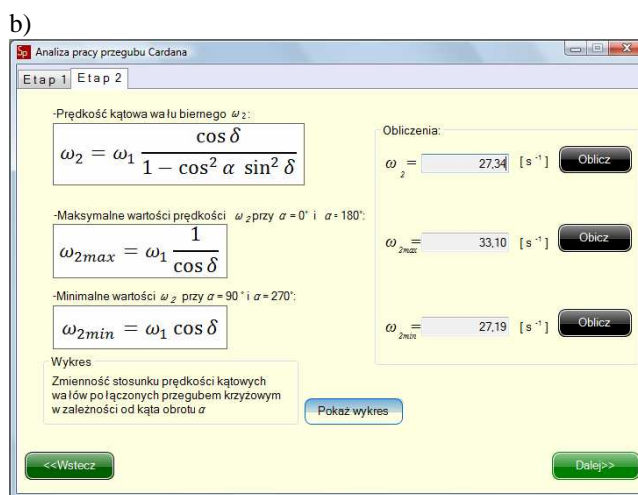 b)
Sp Analiza pracy przegubu Cardana
Etap 1 Etap 2
-Prędkość kątowa wału biernego ω₂:
ω₂ = ω₁ cos δ / (1 − cos² α sin² δ)
-Maksymalne wartości prędkości ω₂ przy α = 0° i α = 180°:
ω₂max = ω₁ 1 / cos δ
-Minimalne wartości ω₂ przy α = 90° i α = 270°:
ω₂min = ω₁ cos δ
Wykres
Zmienność stosunku prędkości kątowych
wałów połączonych przegubem krzyżowym
w zależności od kąta obrotu α
Pokaż wykres
Obliczenia:
ω₂ = 27,34 [s⁻¹] Oblicz
ω₂max = 33,10 [s⁻¹] Obicz
ω₂min = 27,19 [s⁻¹] Oblicz
<<Wstecz
Dalej>>